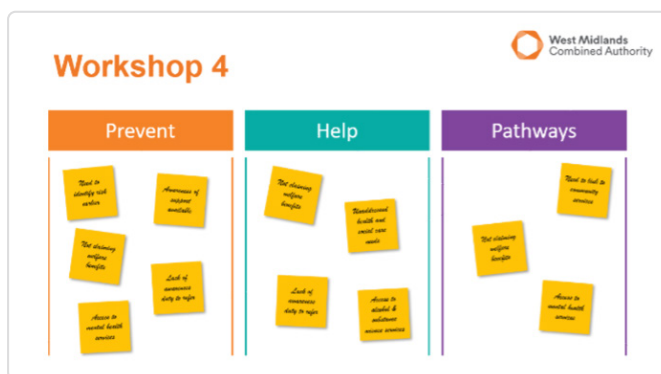 West Midlands
Combined Authority
Workshop 4
Prevent
Need to
identify risk
earlier
Awareness of
support
available
Not claiming
welfare
benefits
Lack of
awareness
duty to refer
Access to
mental health
services
Help
Not claiming
welfare
benefits
Unaddressed
health and
social care
needs
Lack of
awareness
duty to refer
Access to
alcohol &
substance
misuse services
Pathways
Need to link to
community
services
Not claiming
welfare
benefits
Access to
mental health
services